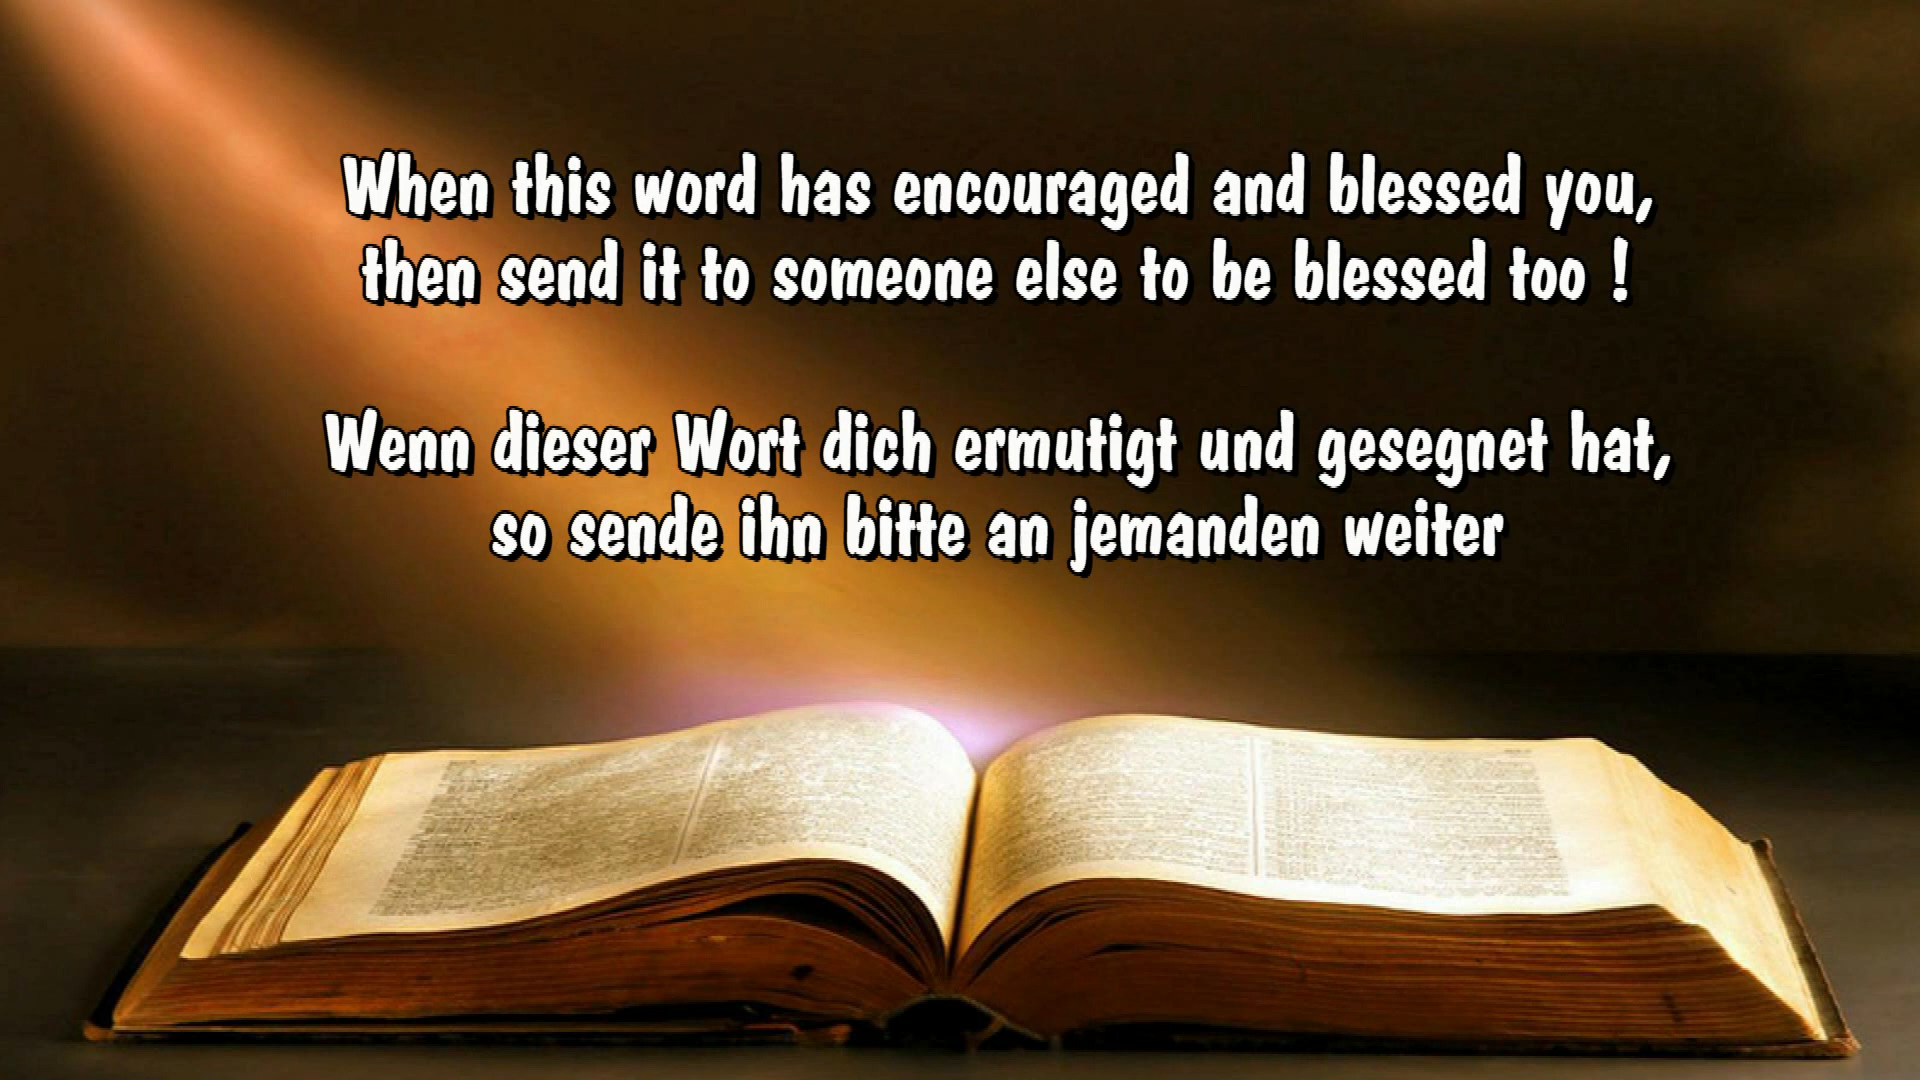 When this word has encouraged and blessed you,
then send it to someone else to be blessed too !
Wenn dieser Wort dich ermutigt und gesegnet hat,
so sende ihn bitte an jemanden weiter